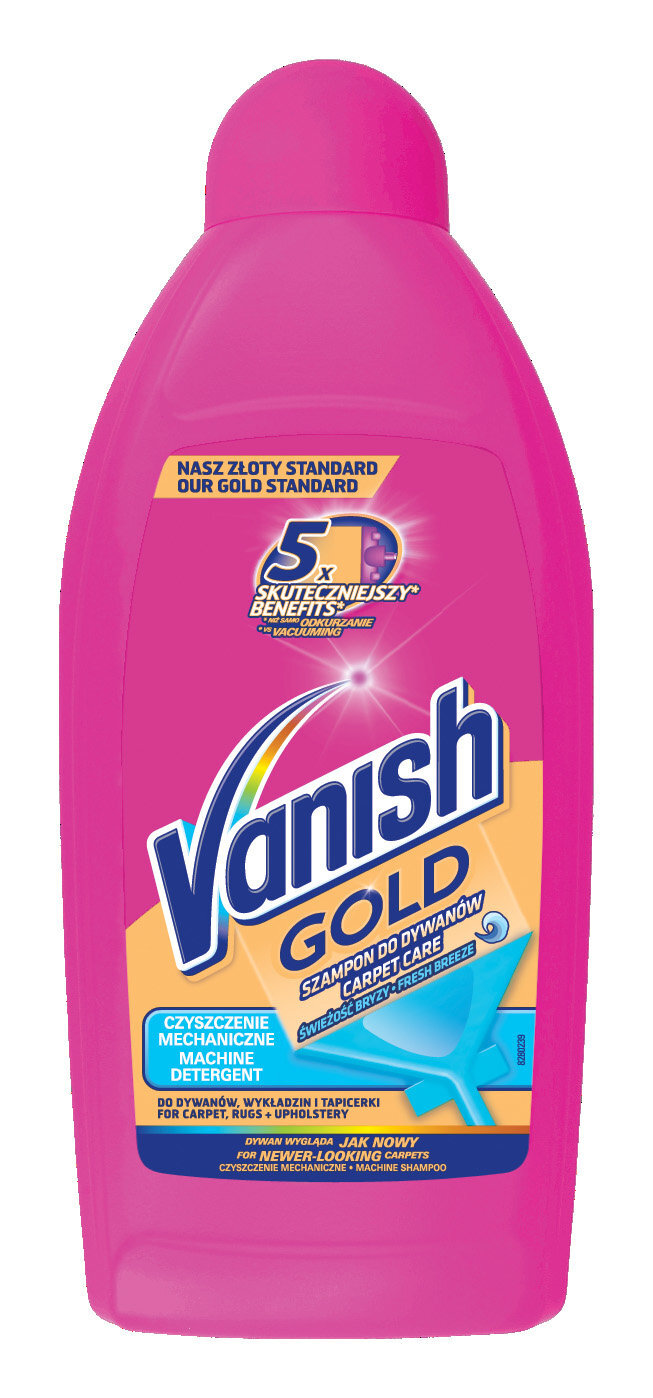 NASZ ZŁOTY STANDARD
OUR GOLD STANDARD
5x
SKUTECZNIEJSZY*
BENEFITS*
* NIŻ SAMO ODKURZANIE
* VS VACUUMING
Vanish
GOLD
SZAMPON DO DYWANÓW
CARPET CARE
ŚWIEŻOŚĆ BRYZY • FRESH BREEZE
CZYSZCZENIE
MECHANICZNE
MACHINE
DETERGENT
8280239
DO DYWANÓW, WYKŁADZIN I TAPICERKI
FOR CARPET, RUGS + UPHOLSTERY
DYWAN WYGLĄDA JAK NOWY
FOR NEWER-LOOKING CARPETS
CZYSZCZENIE MECHANICZNE • MACHINE SHAMPOO